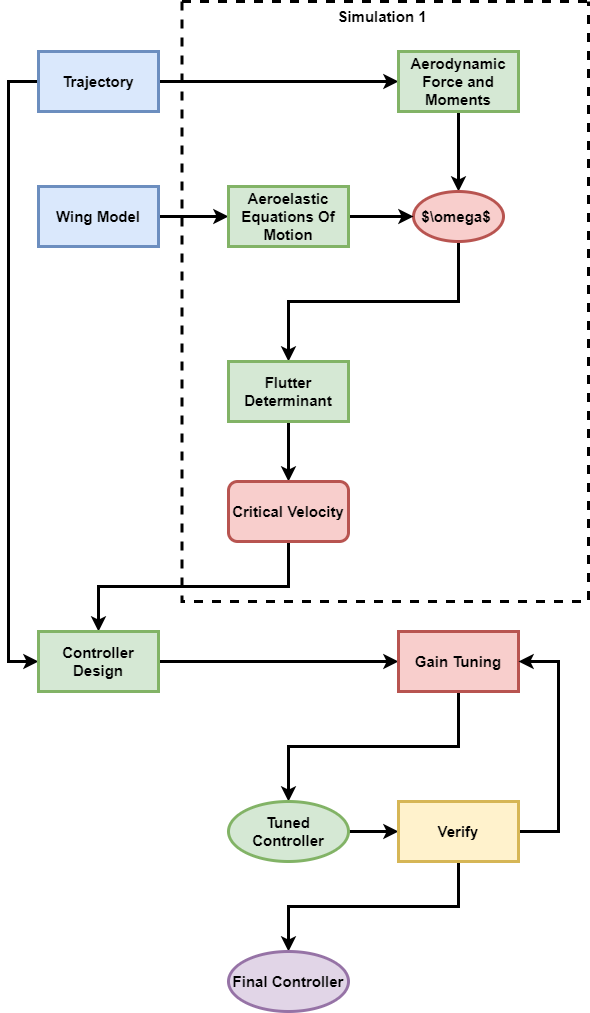 Simulation 1
Trajectory
Aerodynamic
Force and
Moments
Wing Model
Aeroelastic
Equations Of
Motion
$\omega$
Flutter
Determinant
Critical Velocity
Controller
Design
Gain Tuning
Tuned
Controller
Verify
Final Controller